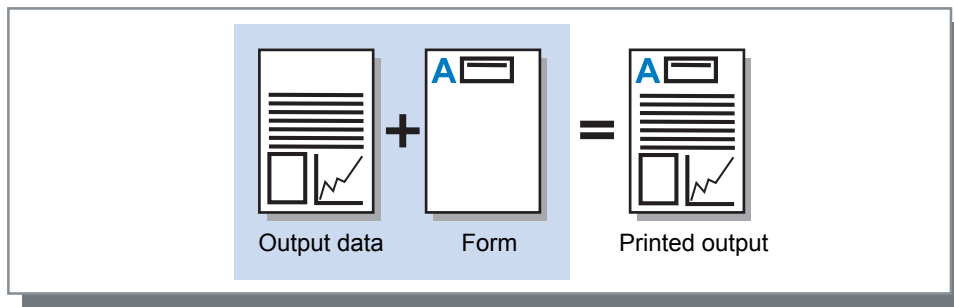 A
+
A
=
Output data
Form
Printed output